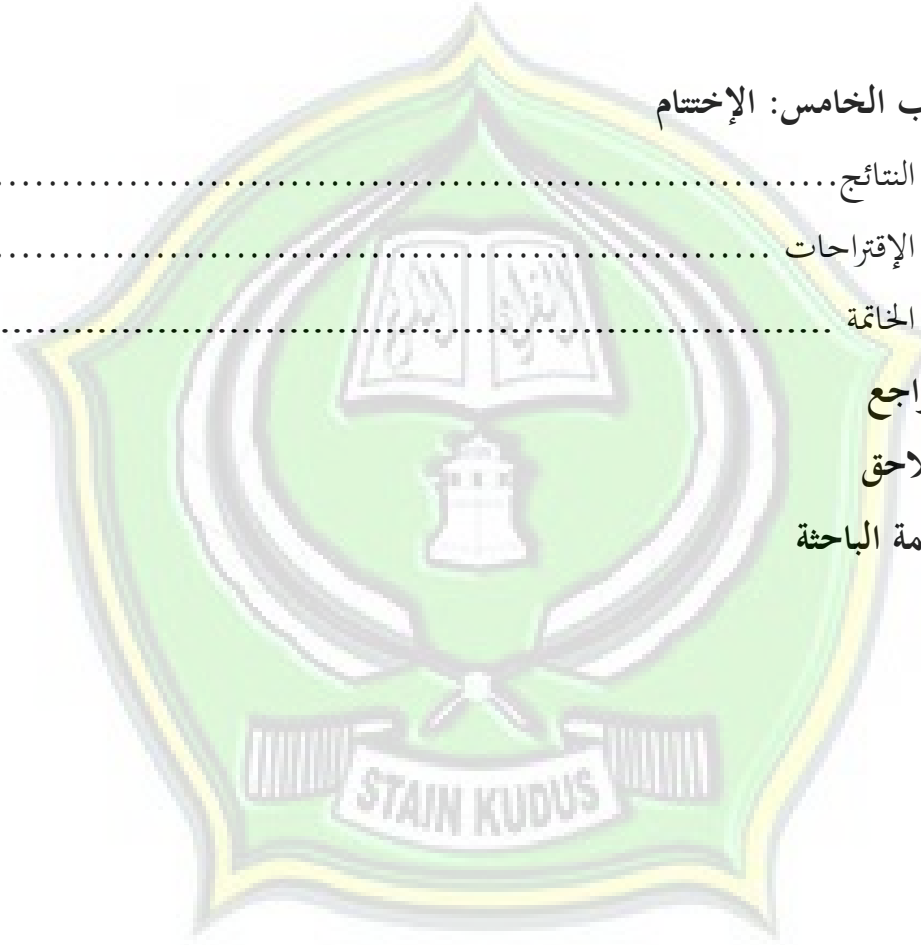 ب الخامس: الإختتام
النتائج..........................................................
الإقتراحات ..........................................................
الخاتمة ..........................................................
راجع
لاحق
مة الباحثة
STAIN KUDUS